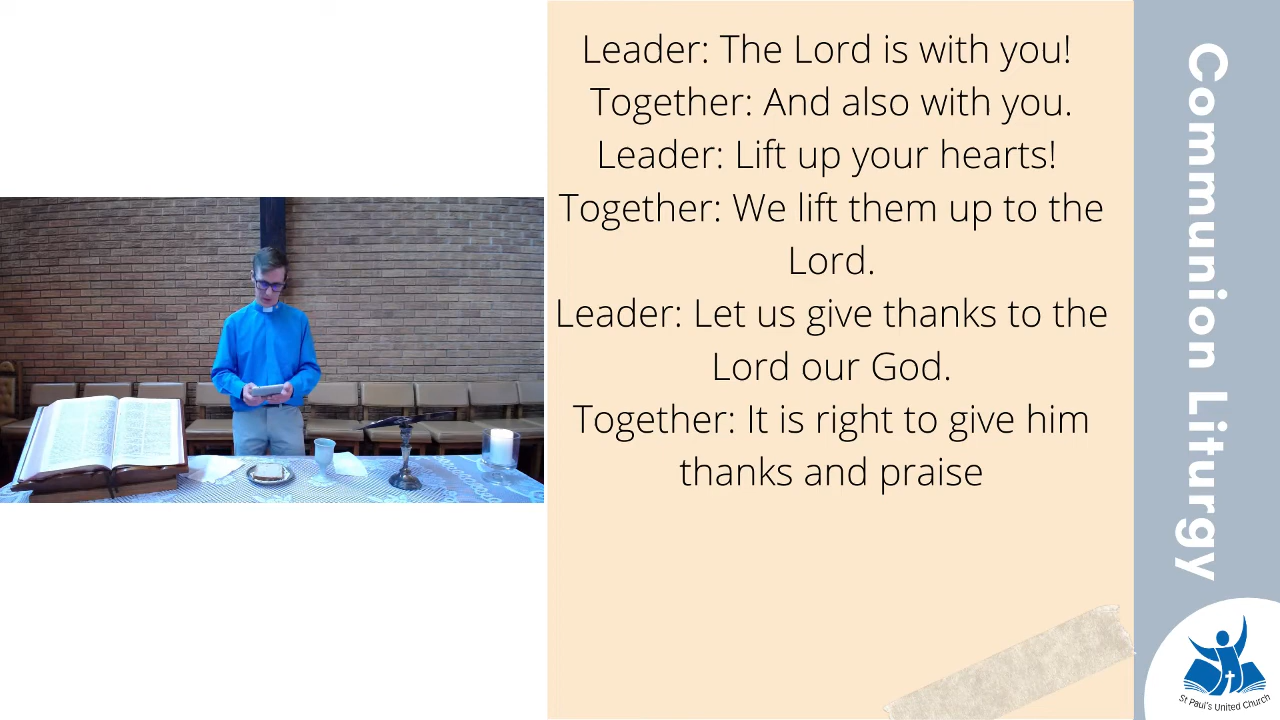 Leader: The Lord is with you!
Together: And also with you.
Leader: Lift up your hearts!
Together: We lift them up to the
Lord.
Leader: Let us give thanks to the
Lord our God.
Together: It is right to give him
thanks and praise
Communion Liturgy
St Paul's United Church